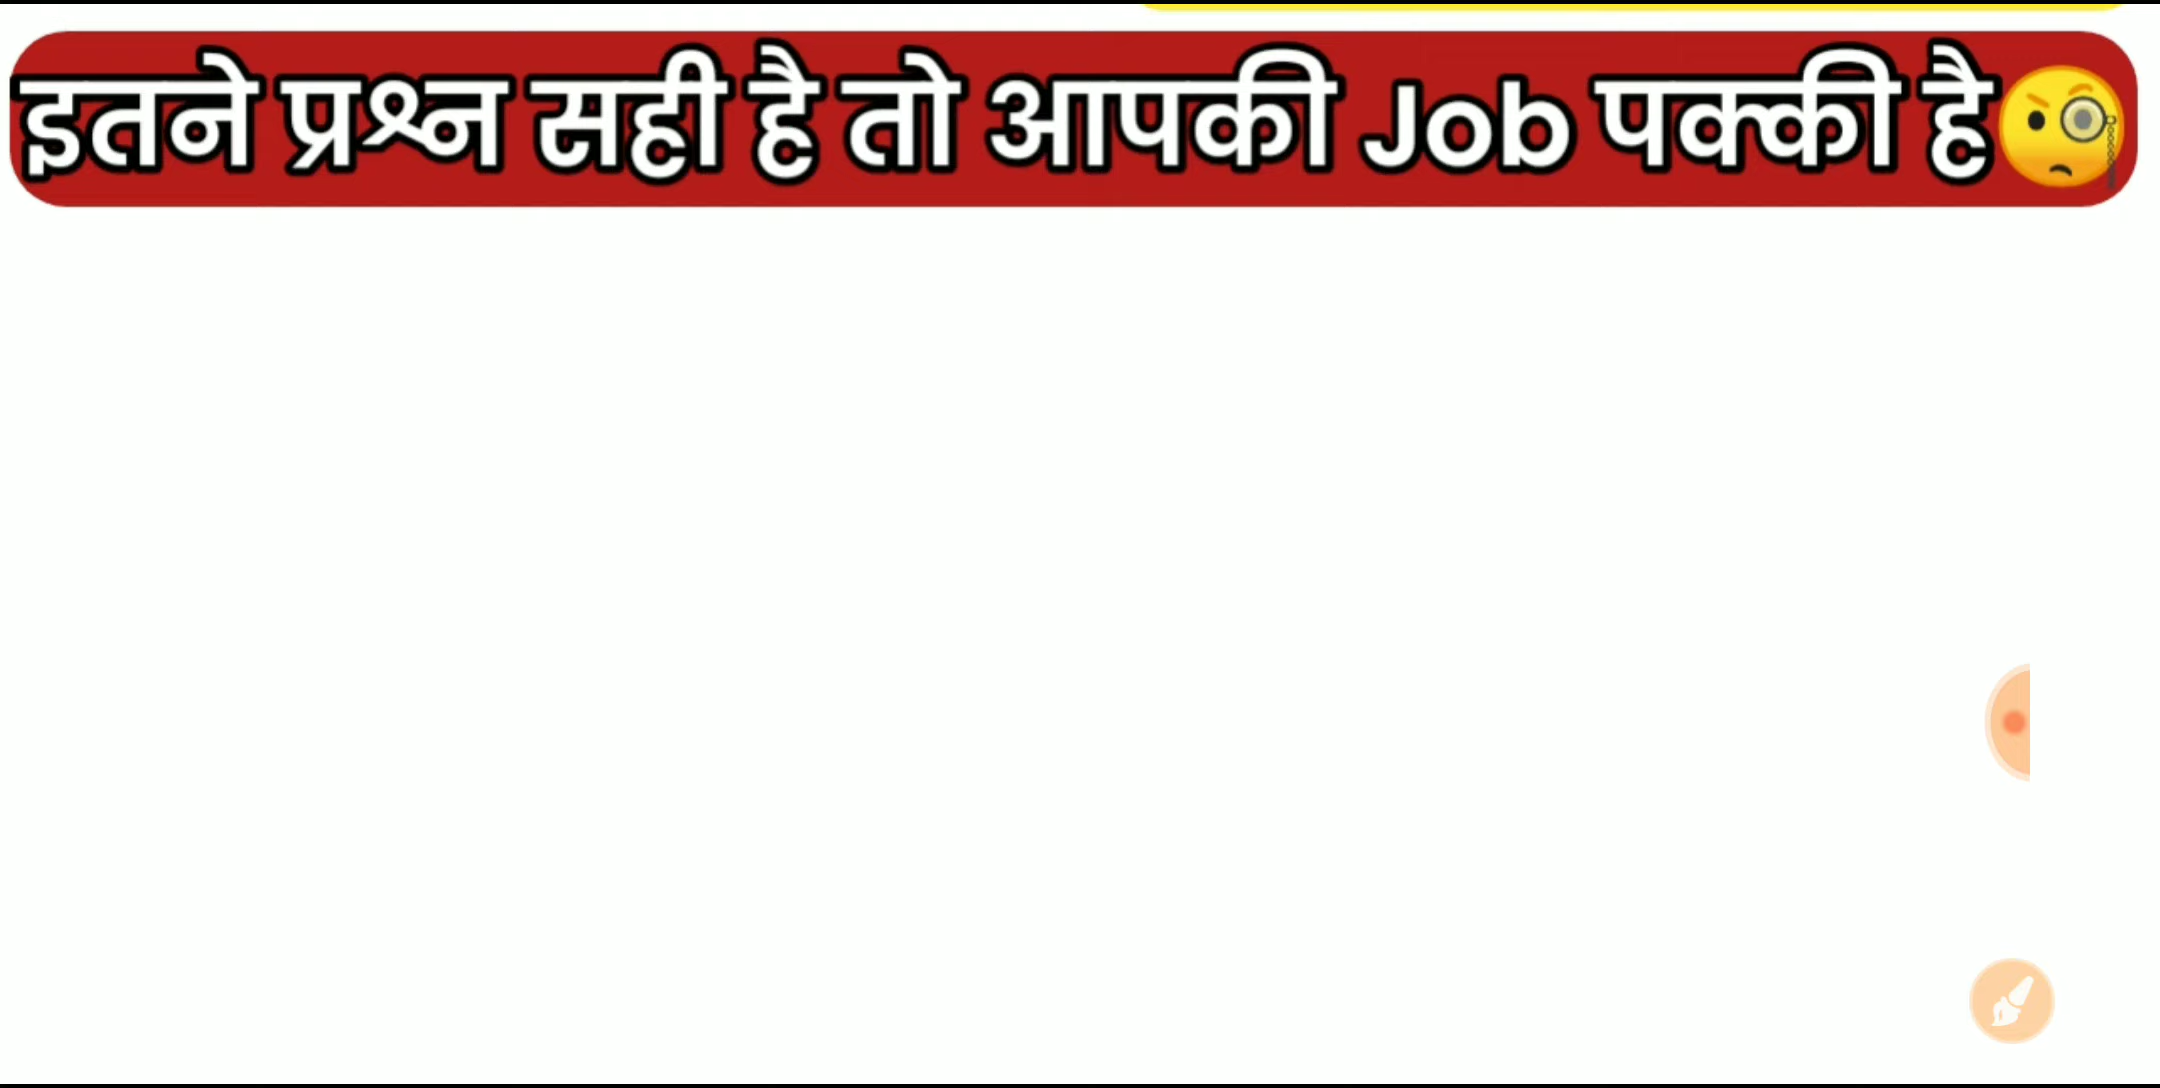 इतने प्रश्न सही है तो आपकी Job पक्की है🧐